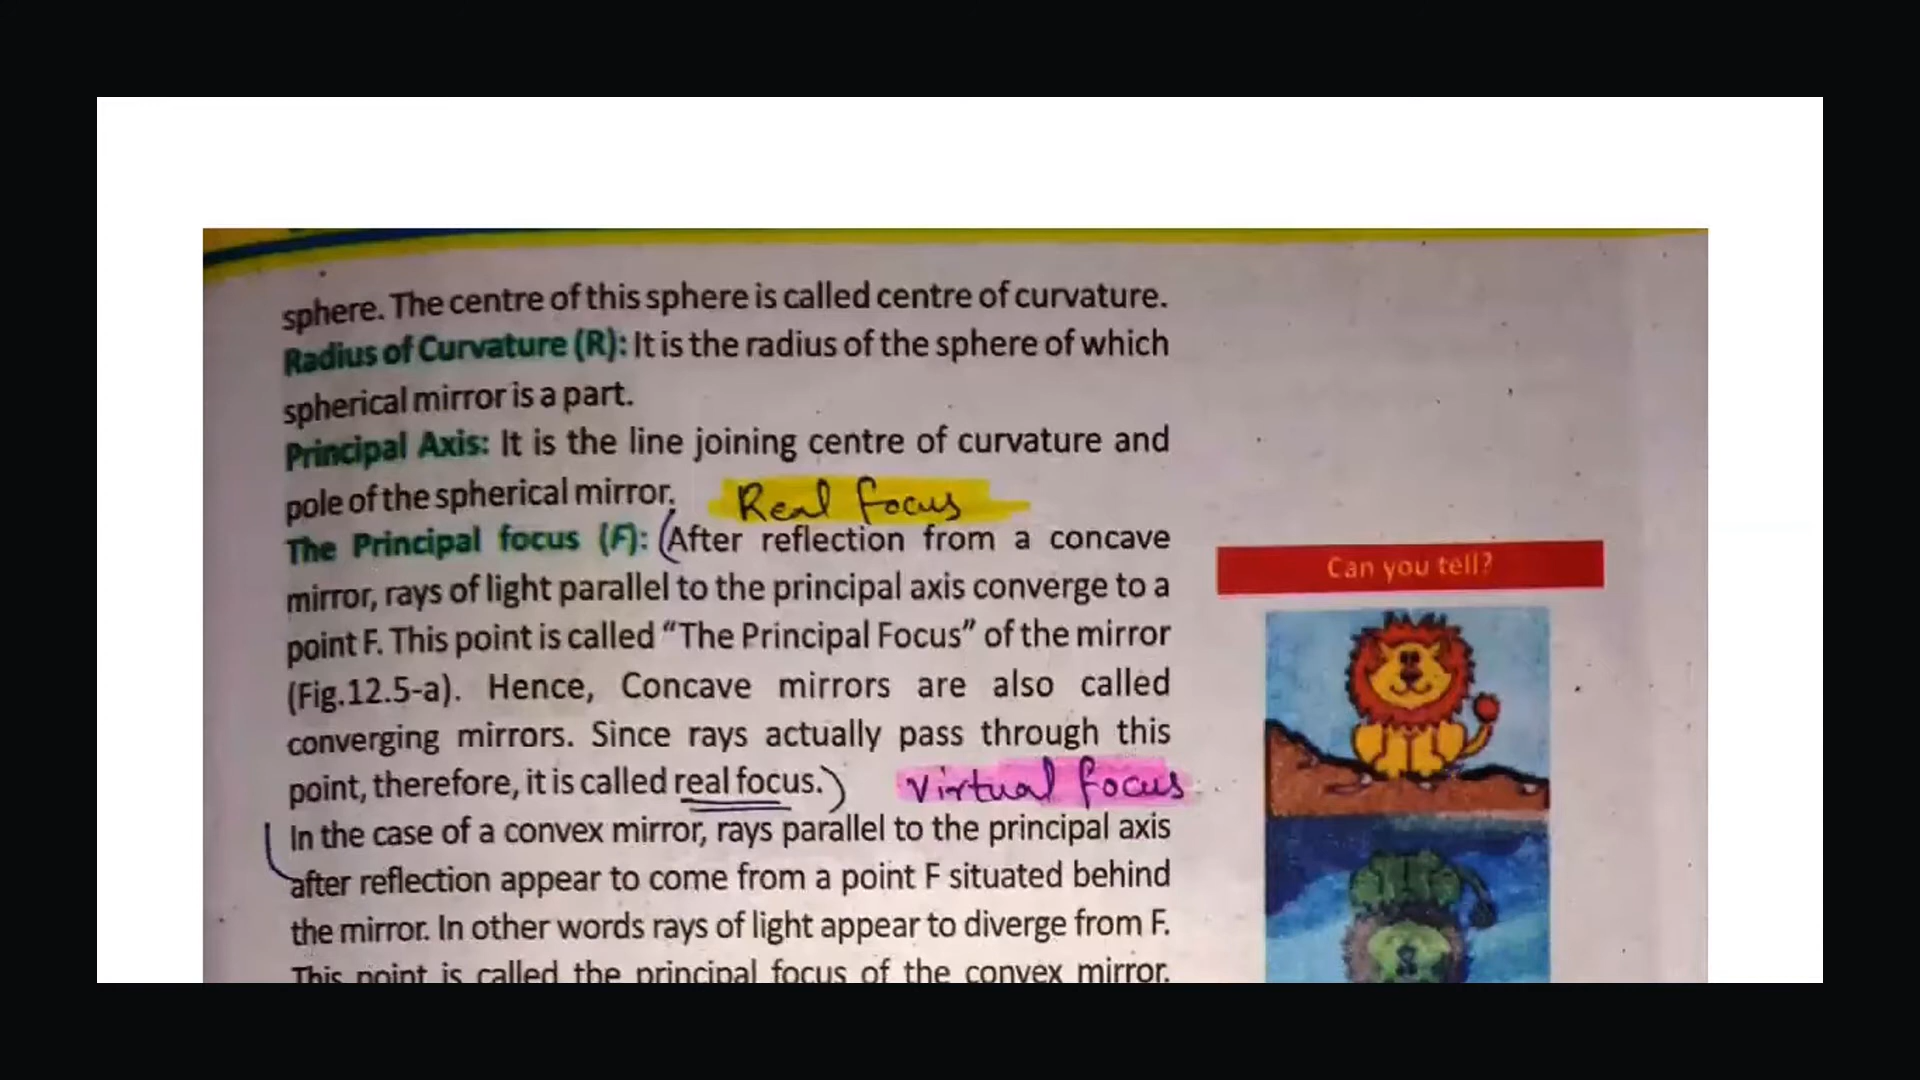 sphere. The centre of this sphere is called centre of curvature.
Radius of Curvature (R): It is the radius of the sphere of which
spherical mirror is a part.
Principal Axis: It is the line joining centre of curvature and
pole of the spherical mirror.
Real focus
The Principal focus (F): (After reflection from a concave
mirror, rays of light parallel to the principal axis converge to a
point F. This point is called “The Principal Focus” of the mirror
(Fig.12.5-a). Hence, Concave mirrors are also called
converging mirrors. Since rays actually pass through this
point, therefore, it is called real focus.)
Virtual focus
In the case of a convex mirror, rays parallel to the principal axis
after reflection appear to come from a point F situated behind
the mirror. In other words rays of light appear to diverge from F.
This point is called the principal focus of the convex mirror.
Can you tell?